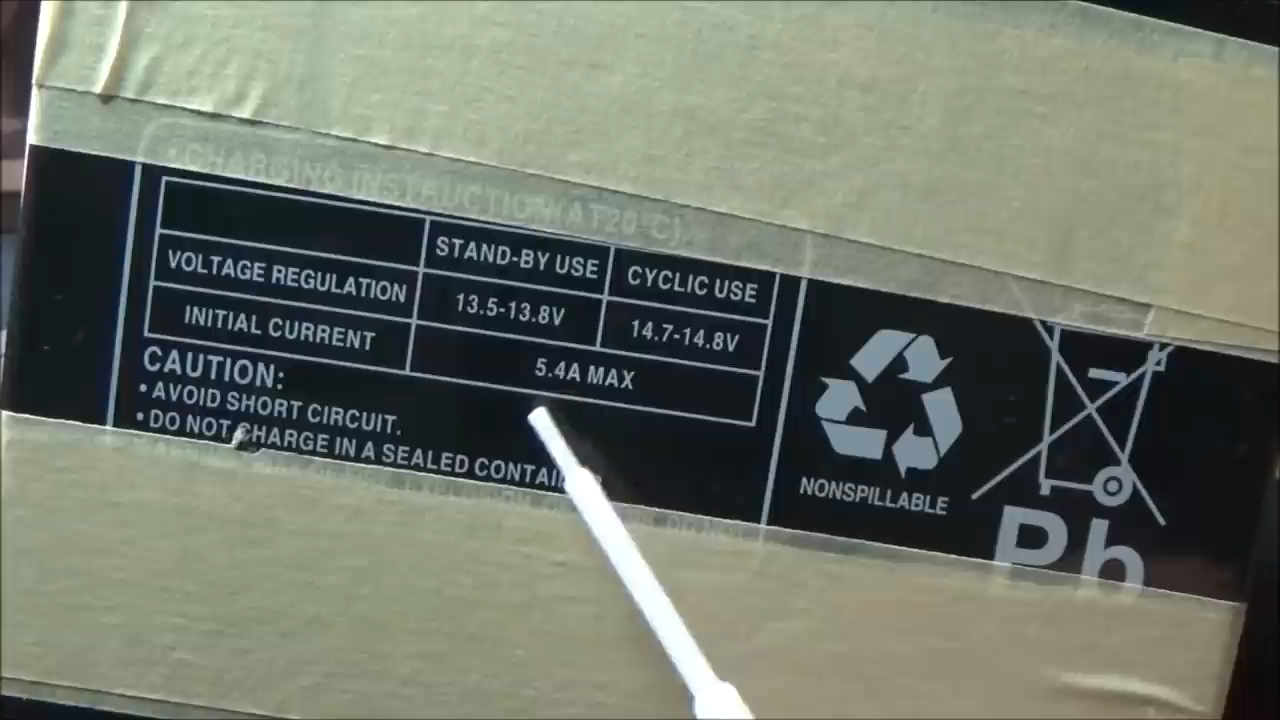 •CHARGING INSTRUCTION(AT20°C)
STAND-BY USE CYCLIC USE
VOLTAGE REGULATION 13.5-13.8V 14.7-14.8V
INITIAL CURRENT 5.4A MAX
CAUTION:
• AVOID SHORT CIRCUIT.
• DO NOT CHARGE IN A SEALED
NONSPILLABLE
Pb